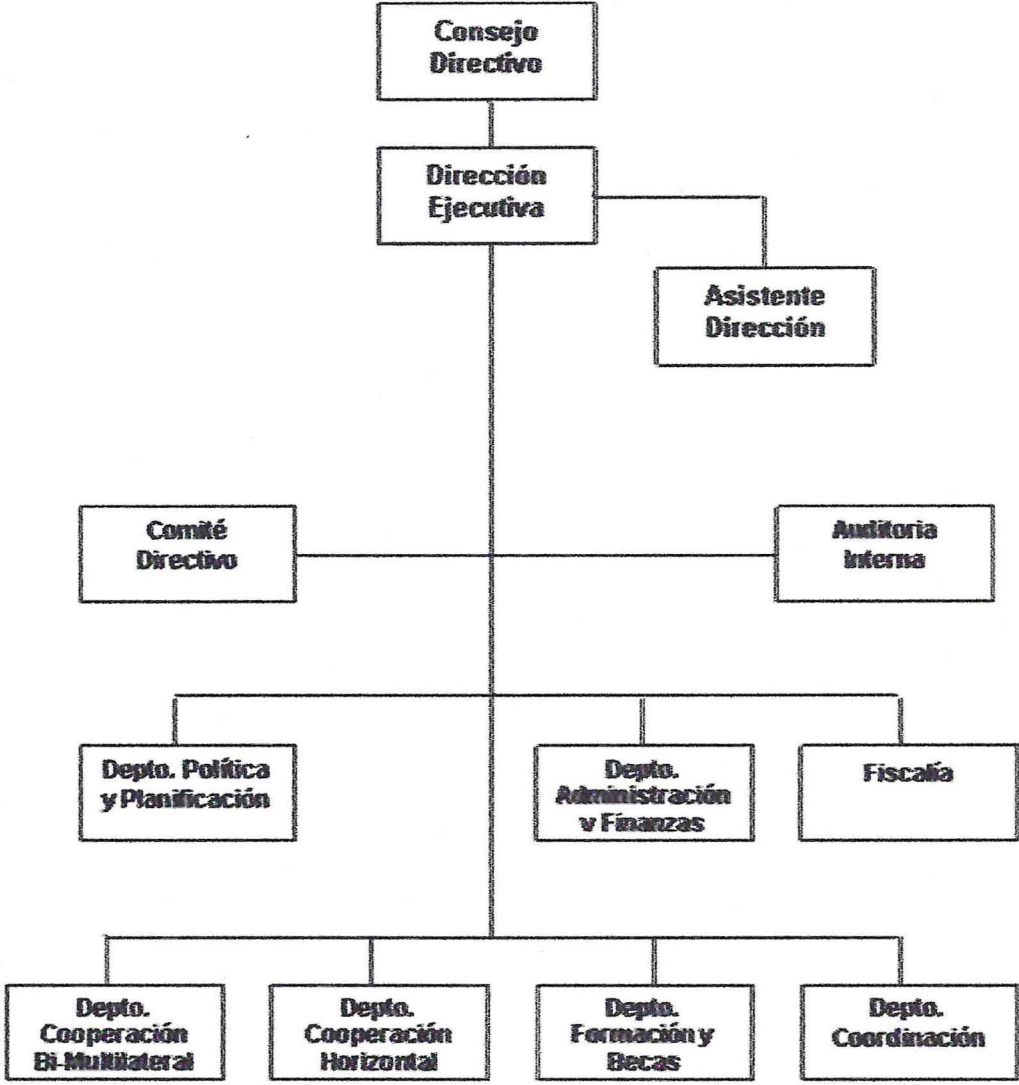 Consejo
Directivo
Dirección
Ejecutiva
Asistente
Dirección
Comité
Directivo
Auditoria
Interna
Depto. Política
y Planificación
Depto.
Administración
y Finanzas
Fiscalía
Depto.
Cooperación
Bi-Multilateral
Depto.
Cooperación
Horizontal
Depto.
Formación y
Becas
Depto.
Coordinación